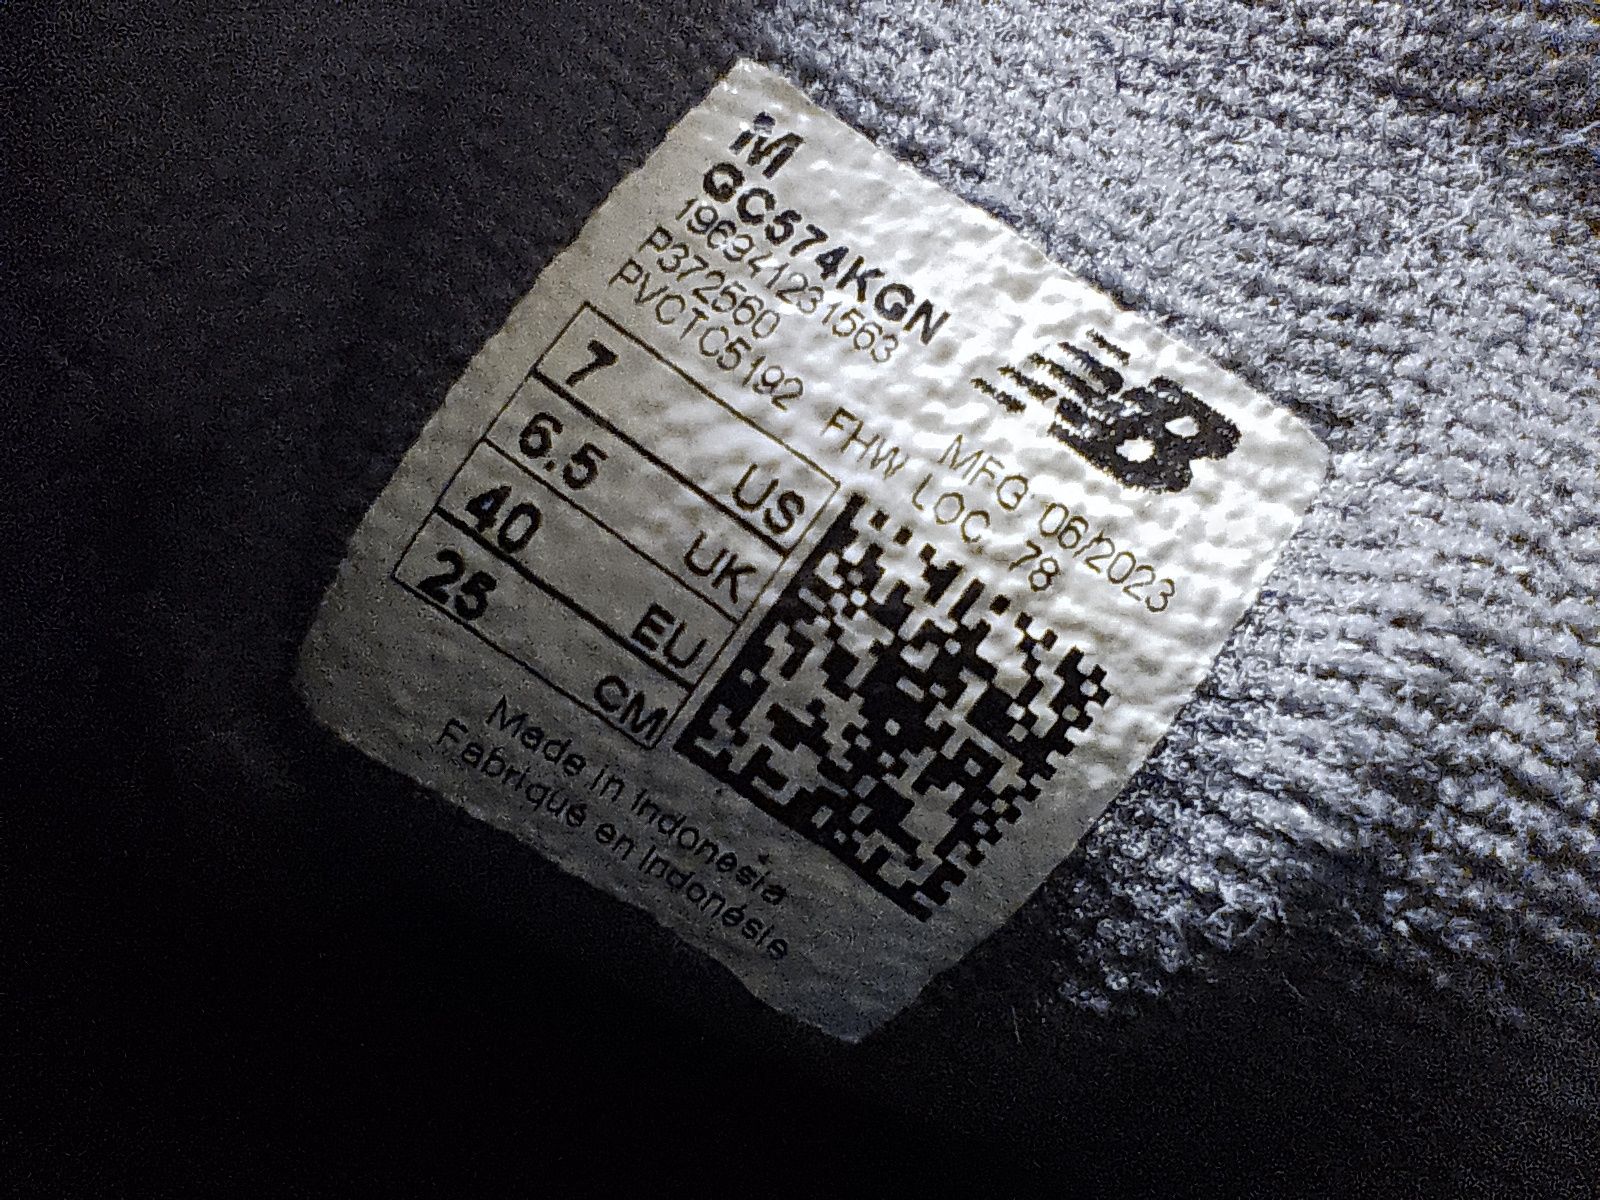 M
GC574KGN
196941231563
P372560
PVCTC5192
FHW LOC 78
MFG 06/2023
7 US
6.5 UK
40 EU
25 CM
Made in Indonesia
Fabriqué en Indonésie